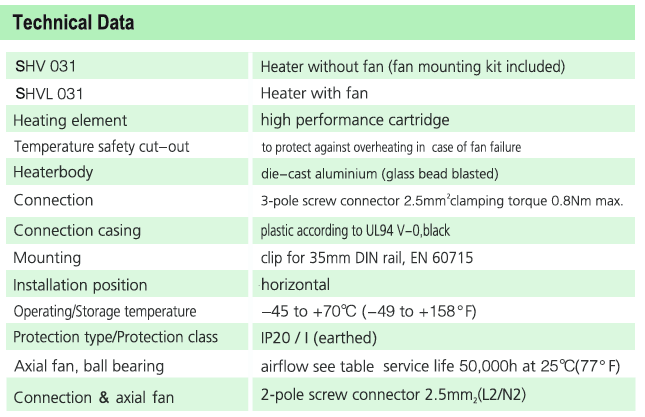 Technical Data
SHV 031 Heater without fan (fan mounting kit included)
SHVL 031 Heater with fan
Heating element high performance cartridge
Temperature safety cut–out to protect against overheating in case of fan failure
Heaterbody die–cast aluminium (glass bead blasted)
Connection 3-pole screw connector 2.5mm²clamping torque 0.8Nm max.
Connection casing plastic according to UL94 V–0,black
Mounting clip for 35mm DIN rail, EN 60715
Installation position horizontal
Operating/Storage temperature –45 to +70℃ (–49 to +158°F)
Protection type/Protection class IP20 / I (earthed)
Axial fan, ball bearing airflow see table service life 50,000h at 25℃(77°F)
Connection & axial fan 2-pole screw connector 2.5mm₂(L2/N2)